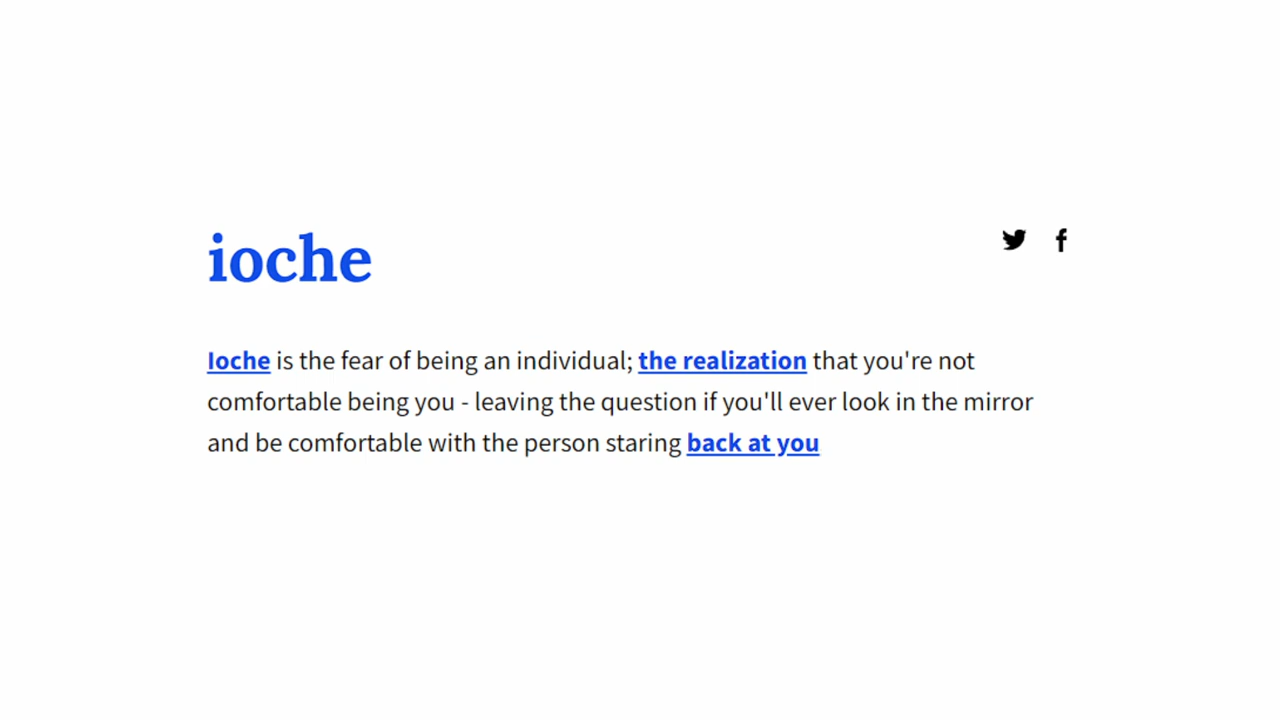 ioche
Ioche is the fear of being an individual; the realization that you're not
comfortable being you - leaving the question if you'll ever look in the mirror
and be comfortable with the person staring back at you